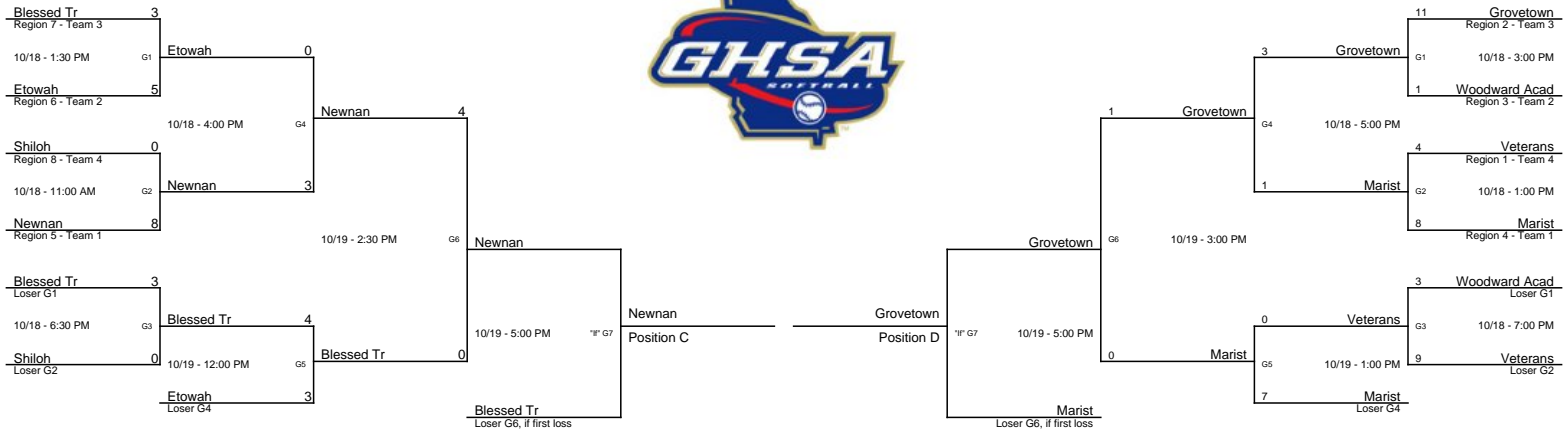 Blessed Tr 3
Region 7 - Team 3
10/18 - 1:30 PM G1
Etowah 0
Etowah 5
Region 6 - Team 2
10/18 - 4:00 PM G4
Newnan 4
Shiloh 0
Region 8 - Team 4
10/18 - 11:00 AM G2
Newnan 3
Newnan 8
Region 5 - Team 1
10/19 - 2:30 PM G6
Newnan
Blessed Tr 3
Loser G1
10/18 - 6:30 PM G3
Blessed Tr 4
Shiloh 0
Loser G2
10/19 - 12:00 PM G5
Blessed Tr 0
Etowah 3
Loser G4
10/19 - 5:00 PM "If" G7
Newnan
Position C
Blessed Tr
Loser G6, if first loss
GHSA
SOFTBALL
TM
11 Grovetown
Region 2 - Team 3
3 Grovetown
G1 10/18 - 3:00 PM
1 Woodward Acad
Region 3 - Team 2
1 Grovetown
G4 10/18 - 5:00 PM
4 Veterans
Region 1 - Team 4
1 Marist
G2 10/18 - 1:00 PM
8 Marist
Region 4 - Team 1
Grovetown
G6 10/19 - 3:00 PM
3 Woodward Acad
Loser G1
0 Veterans
G3 10/18 - 7:00 PM
9 Veterans
Loser G2
0 Marist
G5 10/19 - 1:00 PM
7 Marist
Loser G4
Grovetown
Position D
"If" G7 10/19 - 5:00 PM
Marist
Loser G6, if first loss